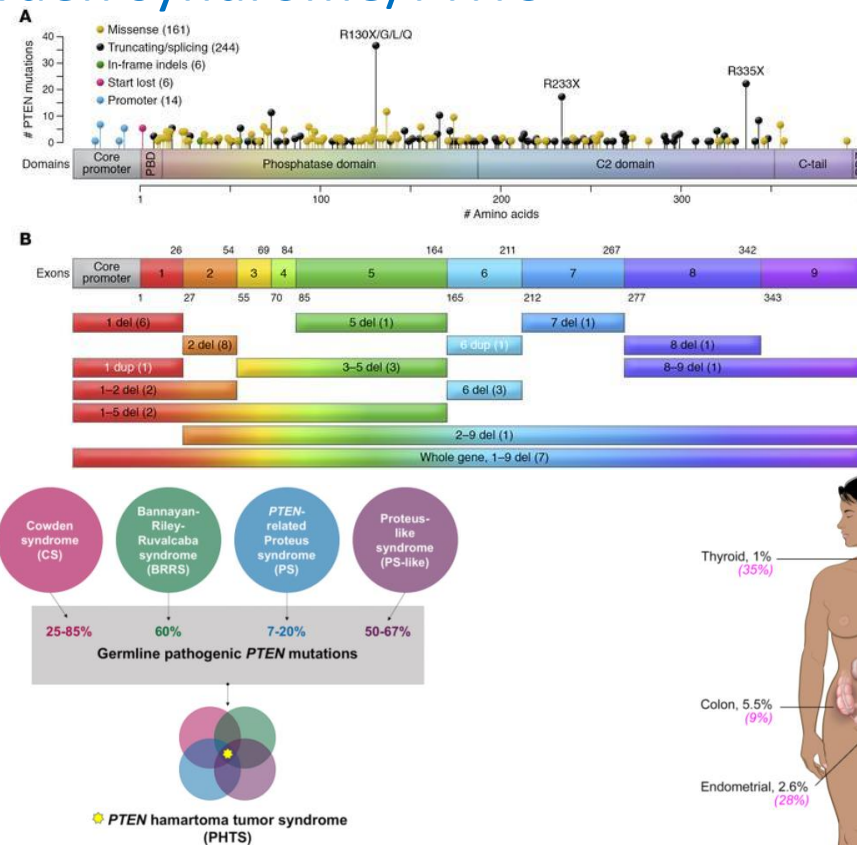 A
# PTEN mutations
40
30
20
10
0
Missense (161)
Truncating/splicing (244)
In-frame indels (6)
Start lost (6)
Promoter (14)
R130X/G/L/Q
R233X
R335X
Domains
Core
promoter
PBD
Phosphatase domain
C2 domain
C-tail
1
100
200
300
# Amino acids
B
26 54 69 84 164 211 267 342
Exons
Core
promoter
1 2 3 4 5 6 7 8 9
1 27 55 70 85 165 212 277 343
1 del (6)
5 del (1)
7 del (1)
2 del (8)
6 dup (1)
8 del (1)
1 dup (1)
3–5 del (3)
8–9 del (1)
1–2 del (2)
6 del (3)
1–5 del (2)
2–9 del (1)
Whole gene, 1–9 del (7)
Cowden
syndrome
(CS)
Bannayan-
Riley-
Ruvalcaba
syndrome
(BRRS)
PTEN-
related
Proteus
syndrome
(PS)
Proteus-
like
syndrome
(PS-like)
25-85%
60%
7-20%
50-67%
Germline pathogenic PTEN mutations
PTEN hamartoma tumor syndrome
(PHTS)
Thyroid, 1%
(35%)
Colon, 5.5%
(9%)
Endometrial, 2.6%
(28%)